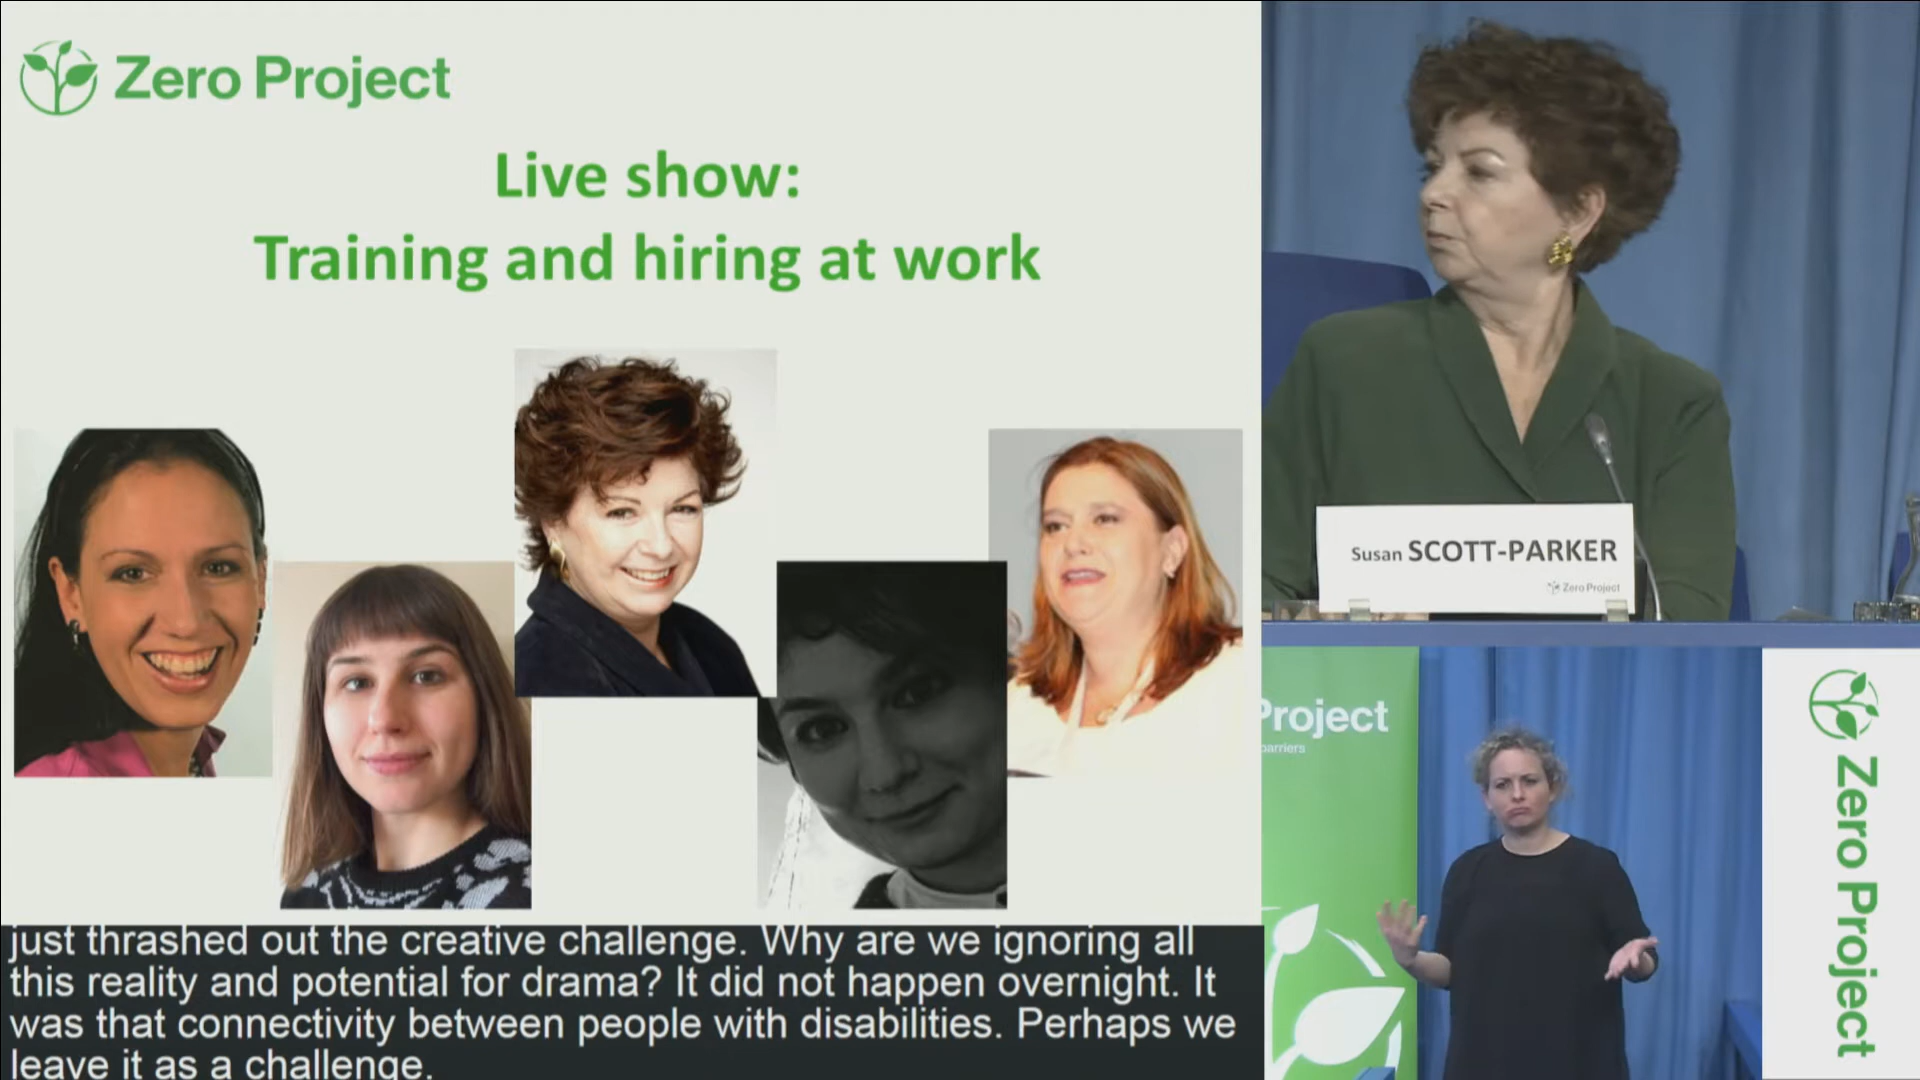 Zero Project
Live show:
Training and hiring at work
just thrashed out the creative challenge. Why are we ignoring all
this reality and potential for drama? It did not happen overnight. It
was that connectivity between people with disabilities. Perhaps we
leave it as a challenge.
Susan SCOTT-PARKER
Zero Project
Project
barriers
Zero Project